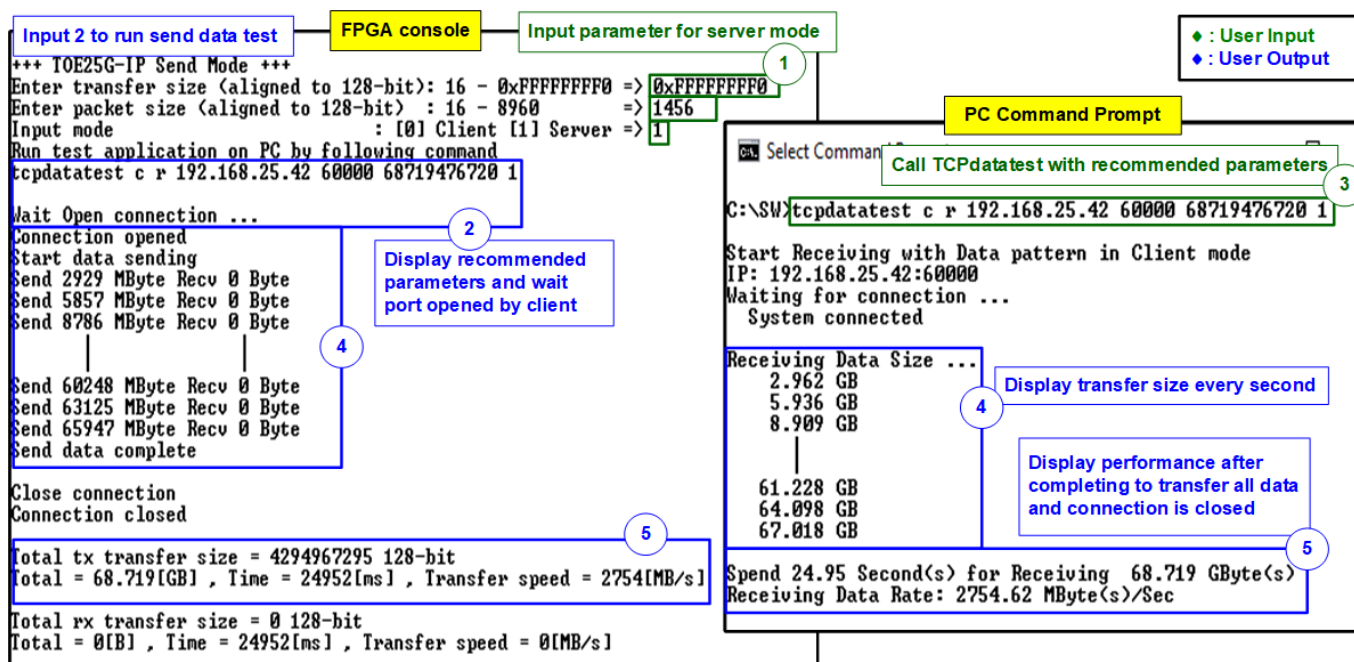 Input 2 to run send data test
FPGA console
Input parameter for server mode
♦ : User Input
♦ : User Output
+++ TOE25G-IP Send Mode +++
1
Enter transfer size (aligned to 128-bit): 16 - 0xFFFFFFFF0 => 0xFFFFFFFF0
Enter packet size (aligned to 128-bit) : 16 - 8960 => 1456
Input mode : [0] Client [1] Server => 1
Run test application on PC by following command
tcpdatatest c r 192.168.25.42 60000 68719476720 1
Wait Open connection ...
2
Display recommended
parameters and wait
port opened by client
Connection opened
Start data sending
Send 2929 MByte Recv 0 Byte
Send 5857 MByte Recv 0 Byte
Send 8786 MByte Recv 0 Byte
4
Send 60248 MByte Recv 0 Byte
Send 63125 MByte Recv 0 Byte
Send 65947 MByte Recv 0 Byte
Send data complete
Close connection
Connection closed
5
Total tx transfer size = 4294967295 128-bit
Total = 68.719[GB] , Time = 24952[ms] , Transfer speed = 2754[MB/s]
Total rx transfer size = 0 128-bit
Total = 0[B] , Time = 24952[ms] , Transfer speed = 0[MB/s]
PC Command Prompt
Select Command
Call TCPdatatest with recommended parameters
3
C:\SW>tcpdatatest c r 192.168.25.42 60000 68719476720 1
Start Receiving with Data pattern in Client mode
IP: 192.168.25.42:60000
Waiting for connection ...
System connected
Receiving Data Size ...
2.962 GB
5.936 GB
8.909 GB
61.228 GB
64.098 GB
67.018 GB
4
Display transfer size every second
Display performance after
completing to transfer all data
and connection is closed
5
Spend 24.95 Second(s) for Receiving 68.719 GByte(s)
Receiving Data Rate: 2754.62 MByte(s)/Sec